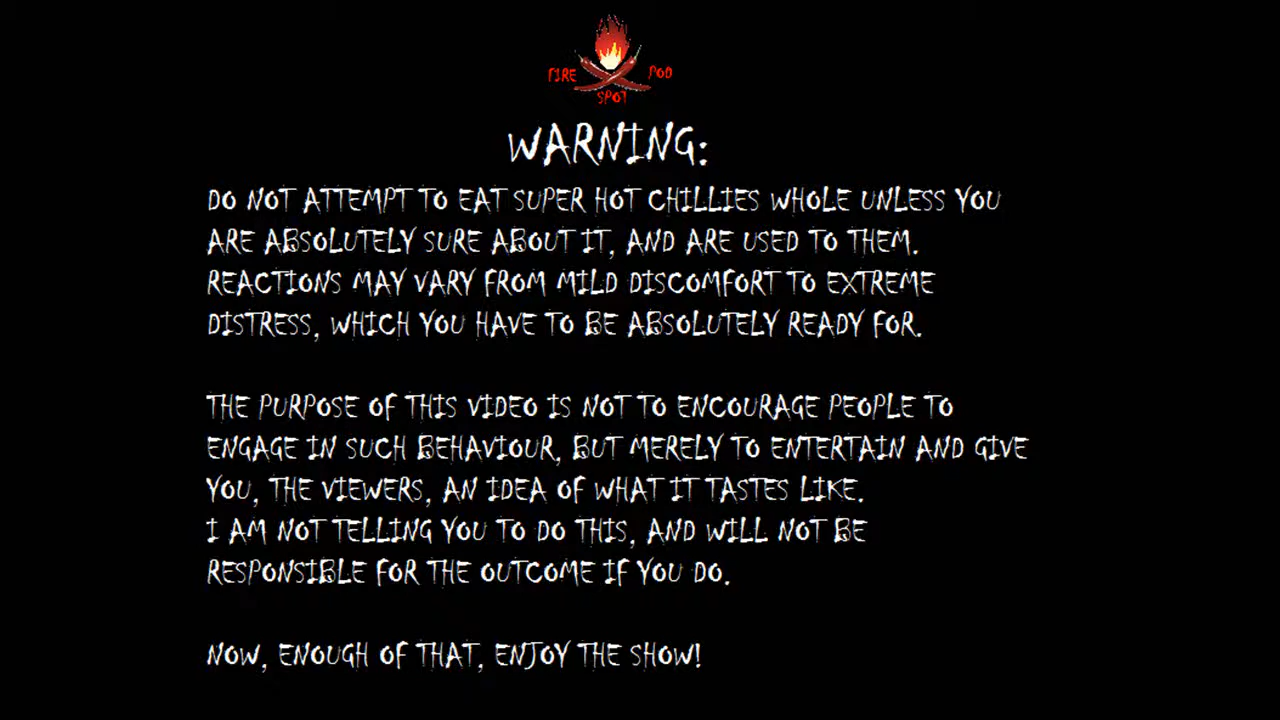 FIRE POD
SPOT
WARNING:
DO NOT ATTEMPT TO EAT SUPER HOT CHILLIES WHOLE UNLESS YOU
ARE ABSOLUTELY SURE ABOUT IT, AND ARE USED TO THEM.
REACTIONS MAY VARY FROM MILD DISCOMFORT TO EXTREME
DISTRESS, WHICH YOU HAVE TO BE ABSOLUTELY READY FOR.
THE PURPOSE OF THIS VIDEO IS NOT TO ENCOURAGE PEOPLE TO
ENGAGE IN SUCH BEHAVIOUR, BUT MERELY TO ENTERTAIN AND GIVE
YOU, THE VIEWERS, AN IDEA OF WHAT IT TASTES LIKE.
I AM NOT TELLING YOU TO DO THIS, AND WILL NOT BE
RESPONSIBLE FOR THE OUTCOME IF YOU DO.
NOW, ENOUGH OF THAT, ENJOY THE SHOW!